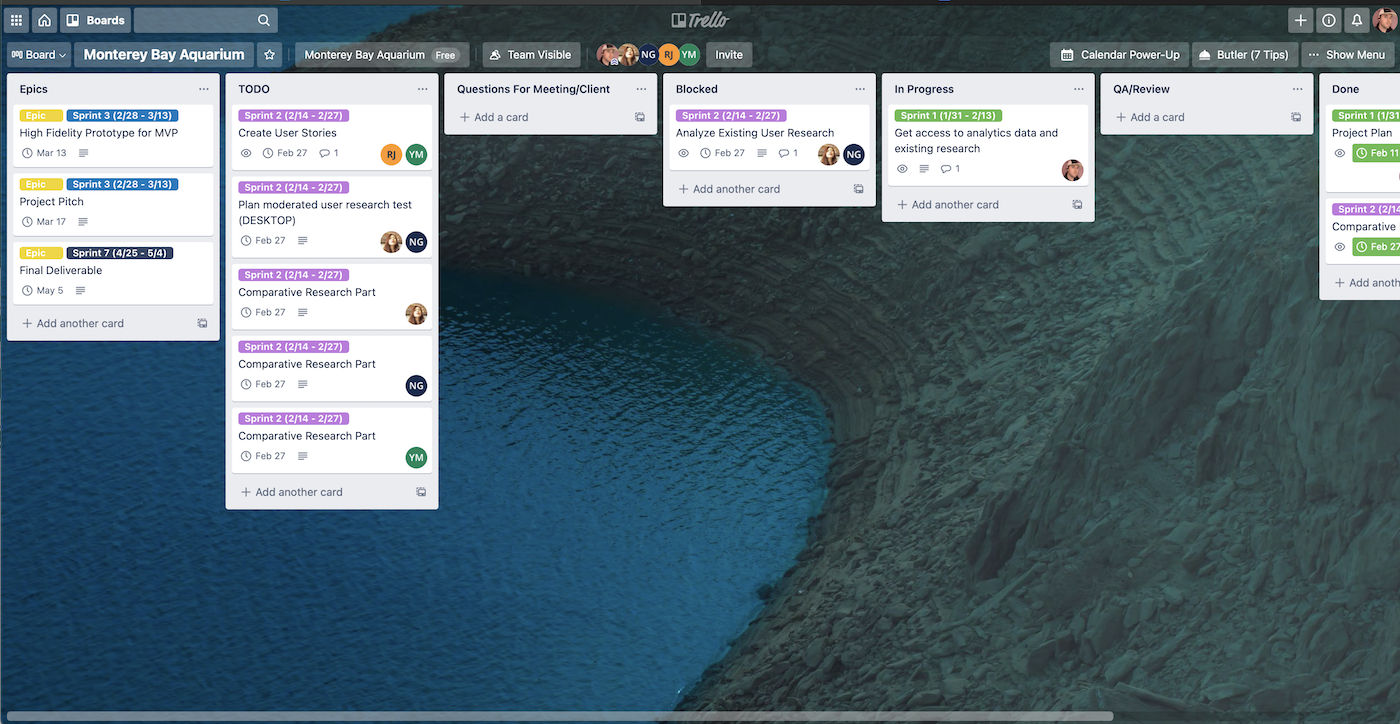 Boards
Trello
Board
Monterey Bay Aquarium
Monterey Bay Aquarium Free
Team Visible
NG RJ YM
Invite
Calendar Power-Up
Butler (7 Tips)
Show Menu
Epics
Epic Sprint 3 (2/28 - 3/13)
High Fidelity Prototype for MVP
Mar 13
Epic Sprint 3 (2/28 - 3/13)
Project Pitch
Mar 17
Epic Sprint 7 (4/25 - 5/4)
Final Deliverable
May 5
Add another card
TODO
Sprint 2 (2/14 - 2/27)
Create User Stories
Feb 27 1
RJ YM
Sprint 2 (2/14 - 2/27)
Plan moderated user research test
(DESKTOP)
Feb 27
NG
Sprint 2 (2/14 - 2/27)
Comparative Research Part
Feb 27
Sprint 2 (2/14 - 2/27)
Comparative Research Part
Feb 27
NG
Sprint 2 (2/14 - 2/27)
Comparative Research Part
Feb 27
YM
Add another card
Questions For Meeting/Client
Add a card
Blocked
Sprint 2 (2/14 - 2/27)
Analyze Existing User Research
Feb 27 1
NG
Add another card
In Progress
Sprint 1 (1/31 - 2/13)
Get access to analytics data and
existing research
1
Add another card
QA/Review
Add a card
Done
Sprint 1 (1/31
Project Plan
Feb 11
Sprint 2 (2/14
Comparative
Feb 27
Add anoth